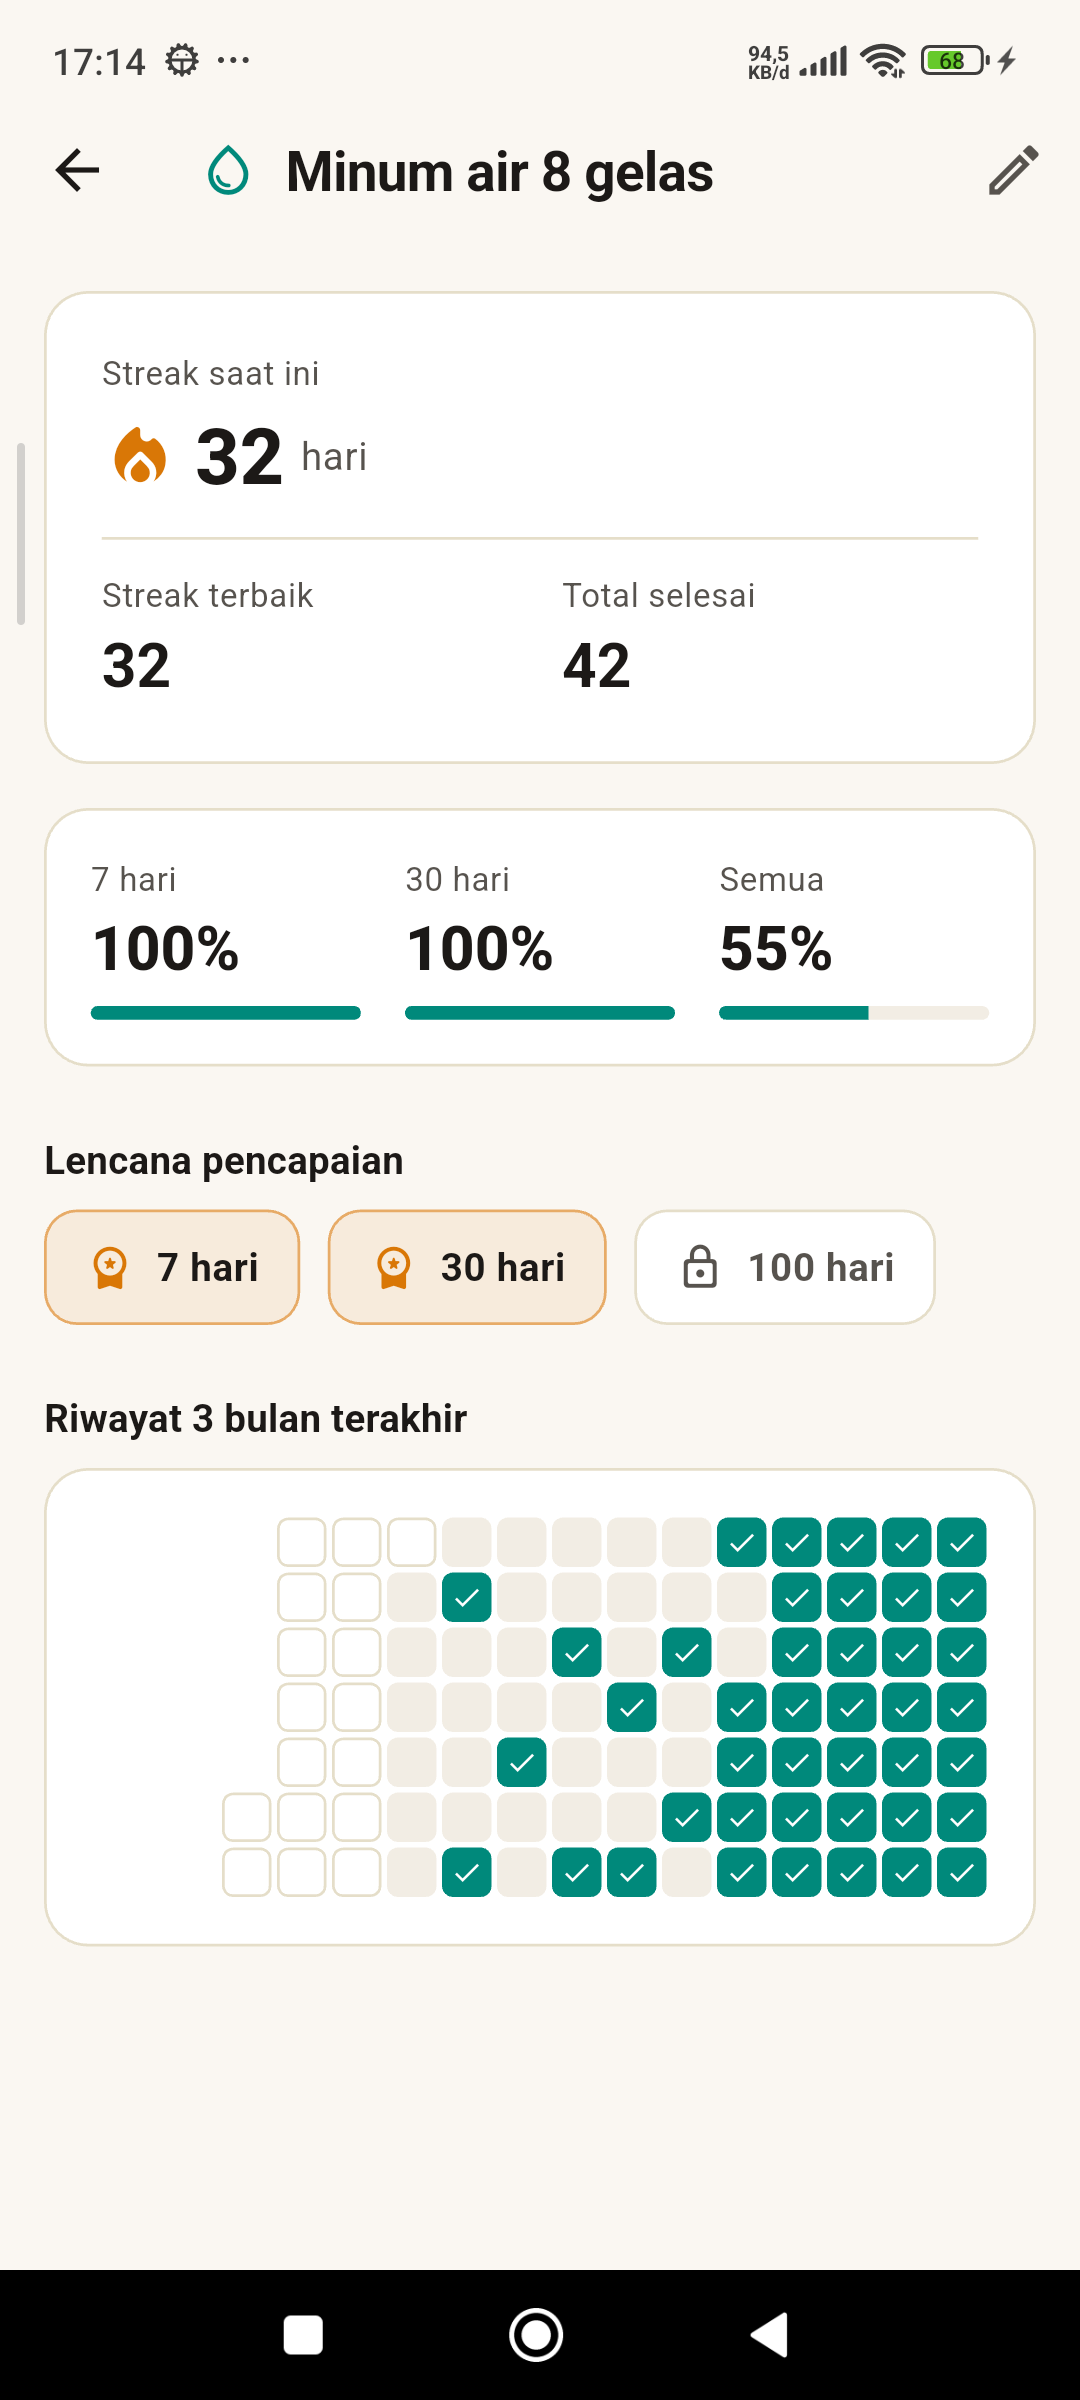 17:14
94,5
KB/d
68
Minum air 8 gelas
Streak saat ini
32 hari
Streak terbaik
Total selesai
32
42
7 hari
30 hari
Semua
100%
100%
55%
Lencana pencapaian
7 hari
30 hari
100 hari
Riwayat 3 bulan terakhir